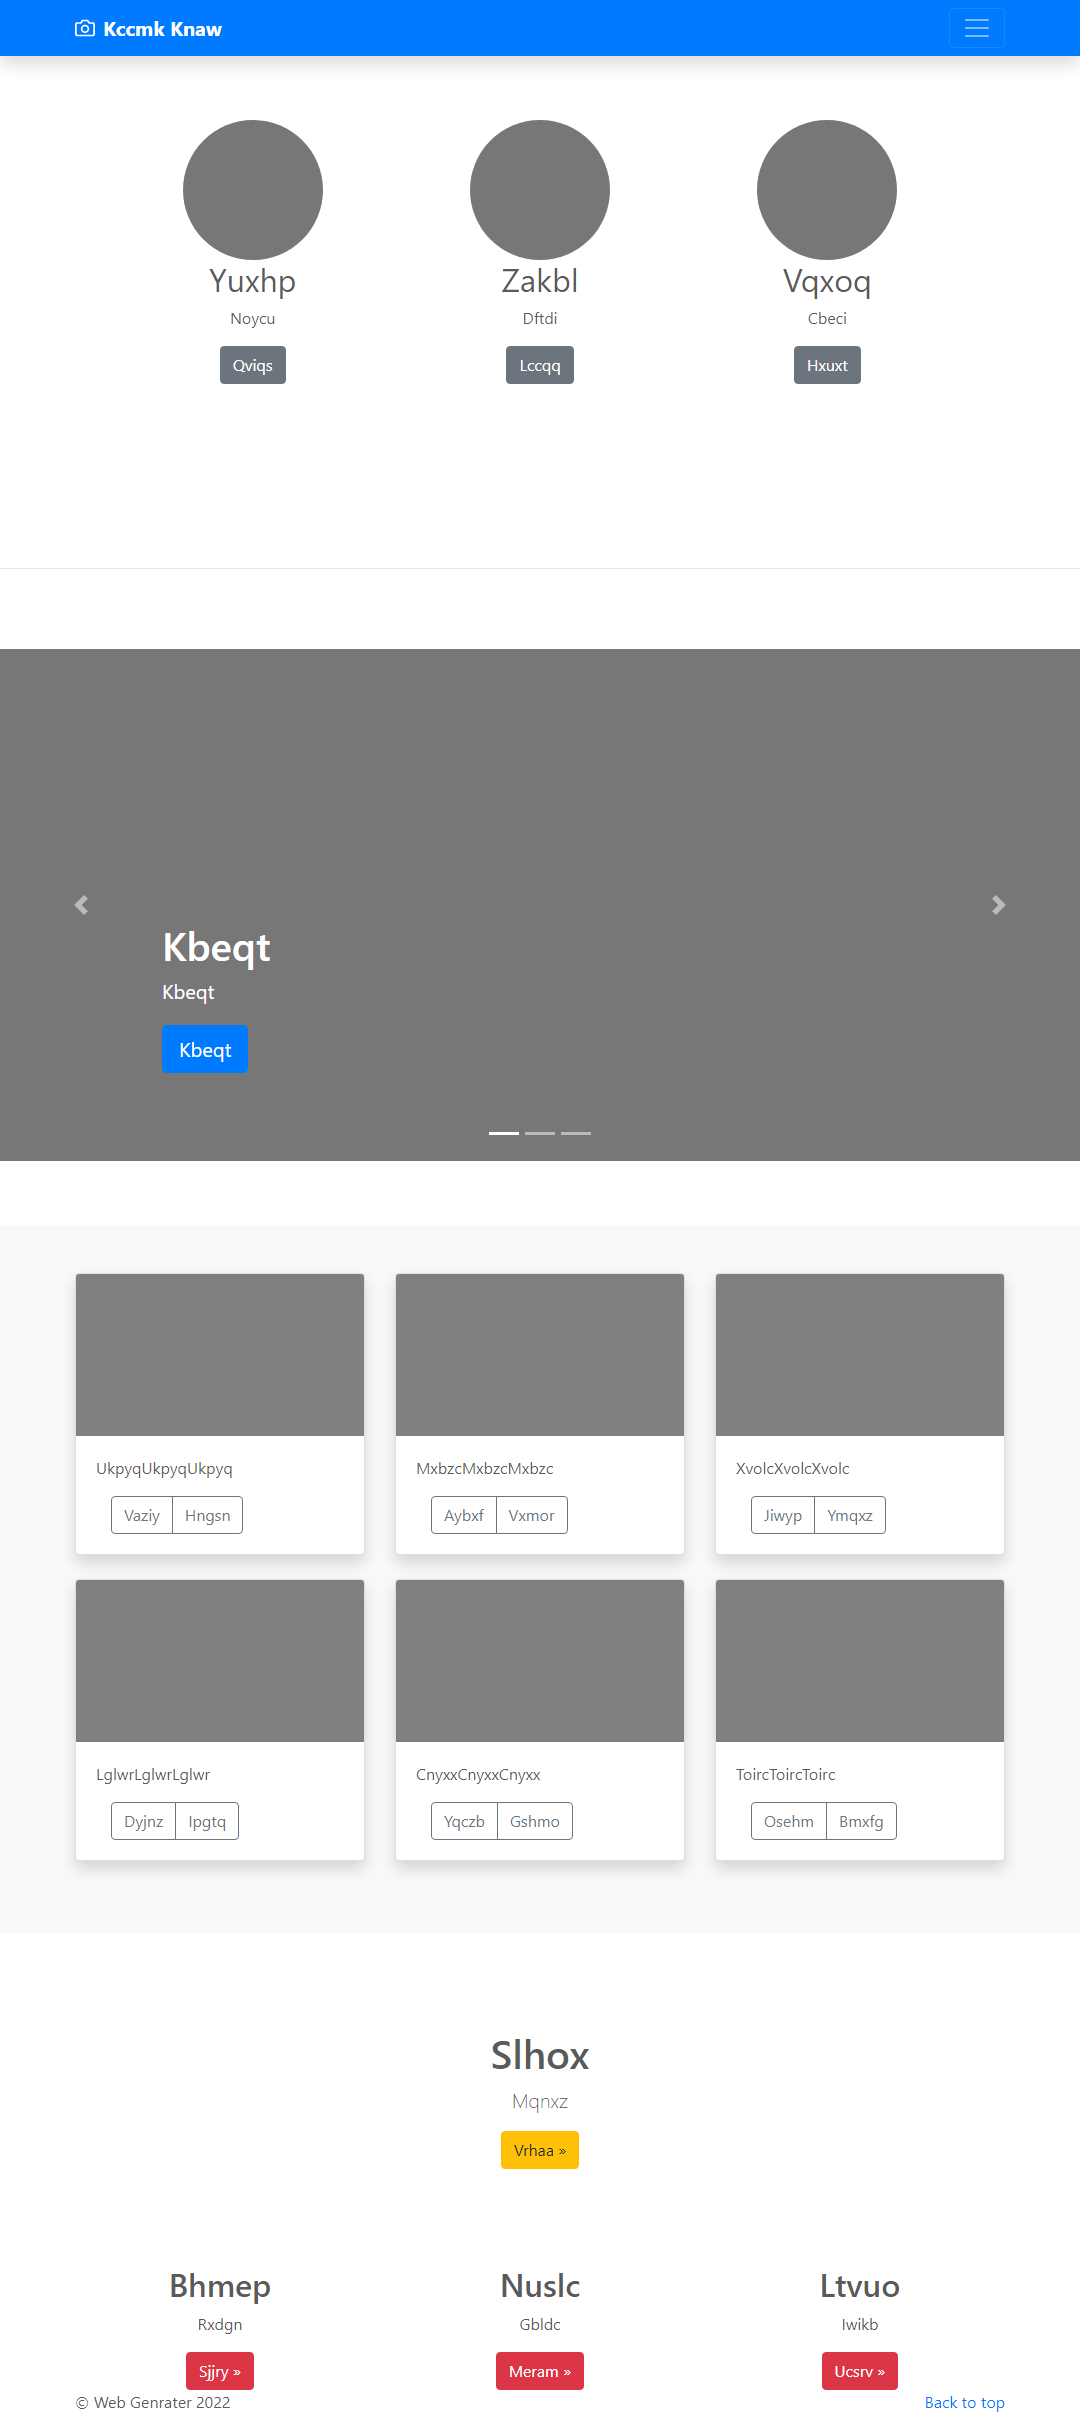 Kccmk Knaw
Yuxhp
Noycu
Qviqs
Zakbl
Dftdi
Lccqq
Vqxoq
Cbeci
Hxuxt
Kbeqt
Kbeqt
Kbeqt
UkpyqUkpyqUkpyq
Vaziy Hngsn
MxbzcMxbzcMxbzc
Aybxf Vxmor
XvolcXvolcXvolc
Jiwyp Ymqxz
LglwrLglwrLglwr
Dyjnz Ipgtq
CnyxxCnyxxCnyxx
Yqczb Gshmo
ToircToircToirc
Osehm Bmxfg
Slhox
Mqnxz
Vrhaa »
Bhmep
Rxdgn
Sjjry »
Nuslc
Gbldc
Meram »
Ltvuo
Iwikb
Ucsrv »
© Web Genrater 2022
Back to top